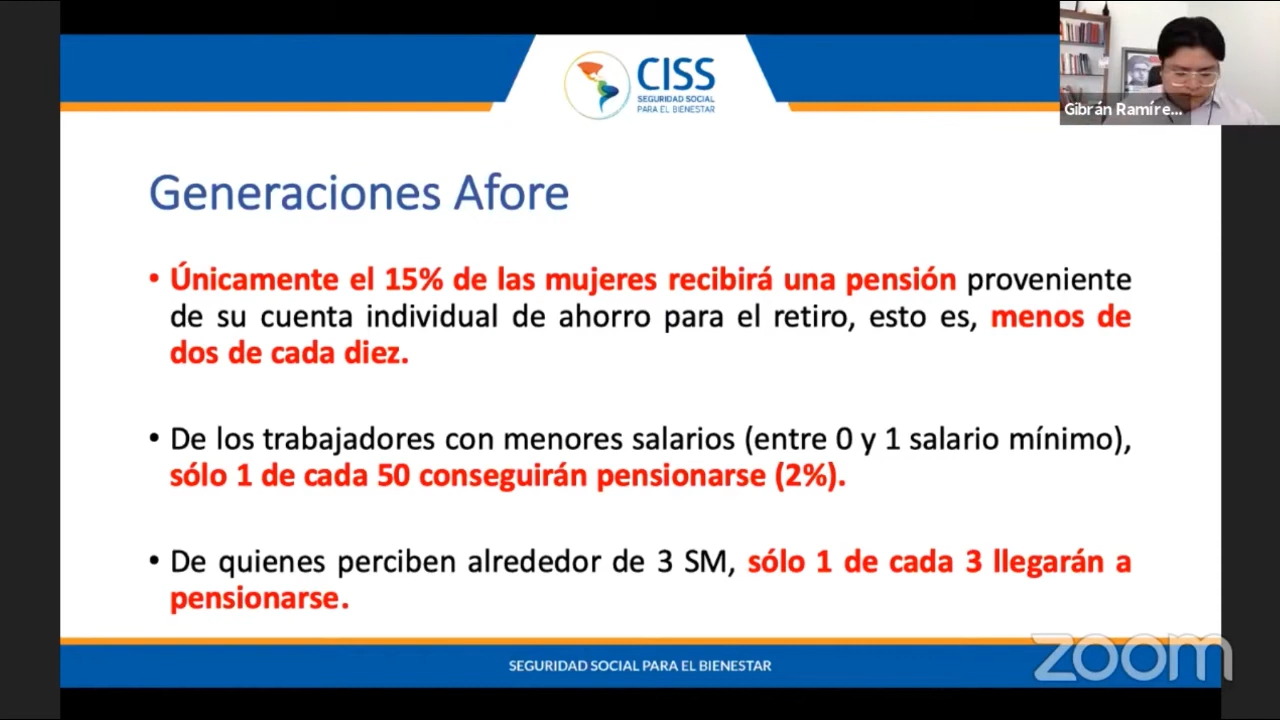 CISS
SEGURIDAD SOCIAL
PARA EL BIENESTAR
Gibrán Ramíre...
Generaciones Afore
• Únicamente el 15% de las mujeres recibirá una pensión proveniente
de su cuenta individual de ahorro para el retiro, esto es, menos de
dos de cada diez.
• De los trabajadores con menores salarios (entre 0 y 1 salario mínimo),
sólo 1 de cada 50 conseguirán pensionarse (2%).
• De quienes perciben alrededor de 3 SM, sólo 1 de cada 3 llegarán a
pensionarse.
SEGURIDAD SOCIAL PARA EL BIENESTAR
zoom